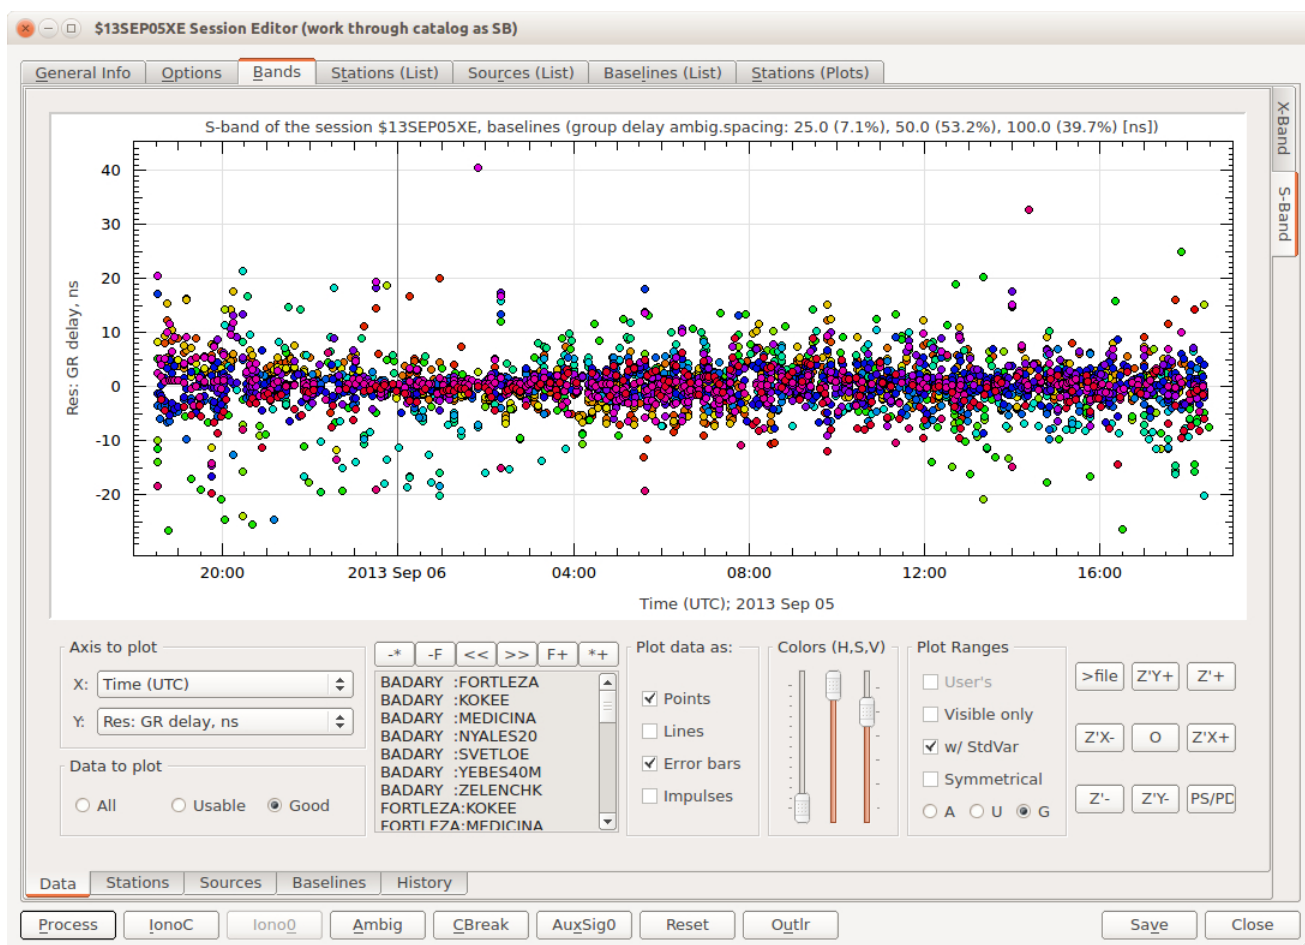 $13SEP05XE Session Editor (work through catalog as SB)
General Info Options Bands Stations (List) Sources (List) Baselines (List) Stations (Plots)
X-Band
S-Band
S-band of the session $13SEP05XE, baselines (group delay ambig.spacing: 25.0 (7.1%), 50.0 (53.2%), 100.0 (39.7%) [ns])
Res: GR delay, ns
40
30
20
10
0
-10
-20
20:00 2013 Sep 06 04:00 08:00 12:00 16:00
Time (UTC); 2013 Sep 05
Axis to plot
X: Time (UTC)
Y: Res: GR delay, ns
Data to plot
All Usable Good
-* -F << >> F+ *+
BADARY :FORTLEZA
BADARY :KOKEE
BADARY :MEDICINA
BADARY :NYALES20
BADARY :SVETLOE
BADARY :YEBES40M
BADARY :ZELENCHK
FORTLEZA:KOKEE
FORTLEZA:MEDICINA
Plot data as:
Points
Lines
Error bars
Impulses
Colors (H,S,V)
Plot Ranges
User's
Visible only
w/ StdVar
Symmetrical
A U G
>file Z'Y+ Z'+
Z'X- O Z'X+
Z'- Z'Y- PS/PD
Data Stations Sources Baselines History
Process IonoC Iono0 Ambig CBreak AuxSig0 Reset Outlr Save Close